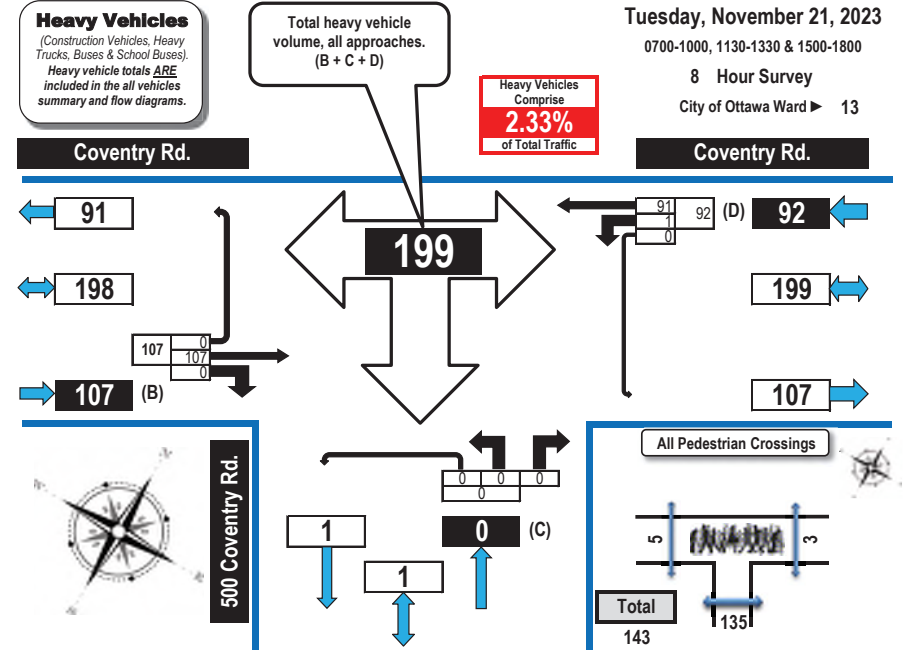 Heavy Vehicles
(Construction Vehicles, Heavy
Trucks, Buses & School Buses).
Heavy vehicle totals ARE
included in the all vehicles
summary and flow diagrams.
Total heavy vehicle
volume, all approaches.
(B + C + D)
Heavy Vehicles
Comprise
2.33%
of Total Traffic
Tuesday, November 21, 2023
0700-1000, 1130-1330 & 1500-1800
8 Hour Survey
City of Ottawa Ward ► 13
Coventry Rd.
Coventry Rd.
91
198
107
0
107
0
107 (B)
199
91
1
0
92
(D)
92
199
107
500 Coventry Rd.
0 0 0
0
1
0 (C)
1
All Pedestrian Crossings
5
3
135
Total
143